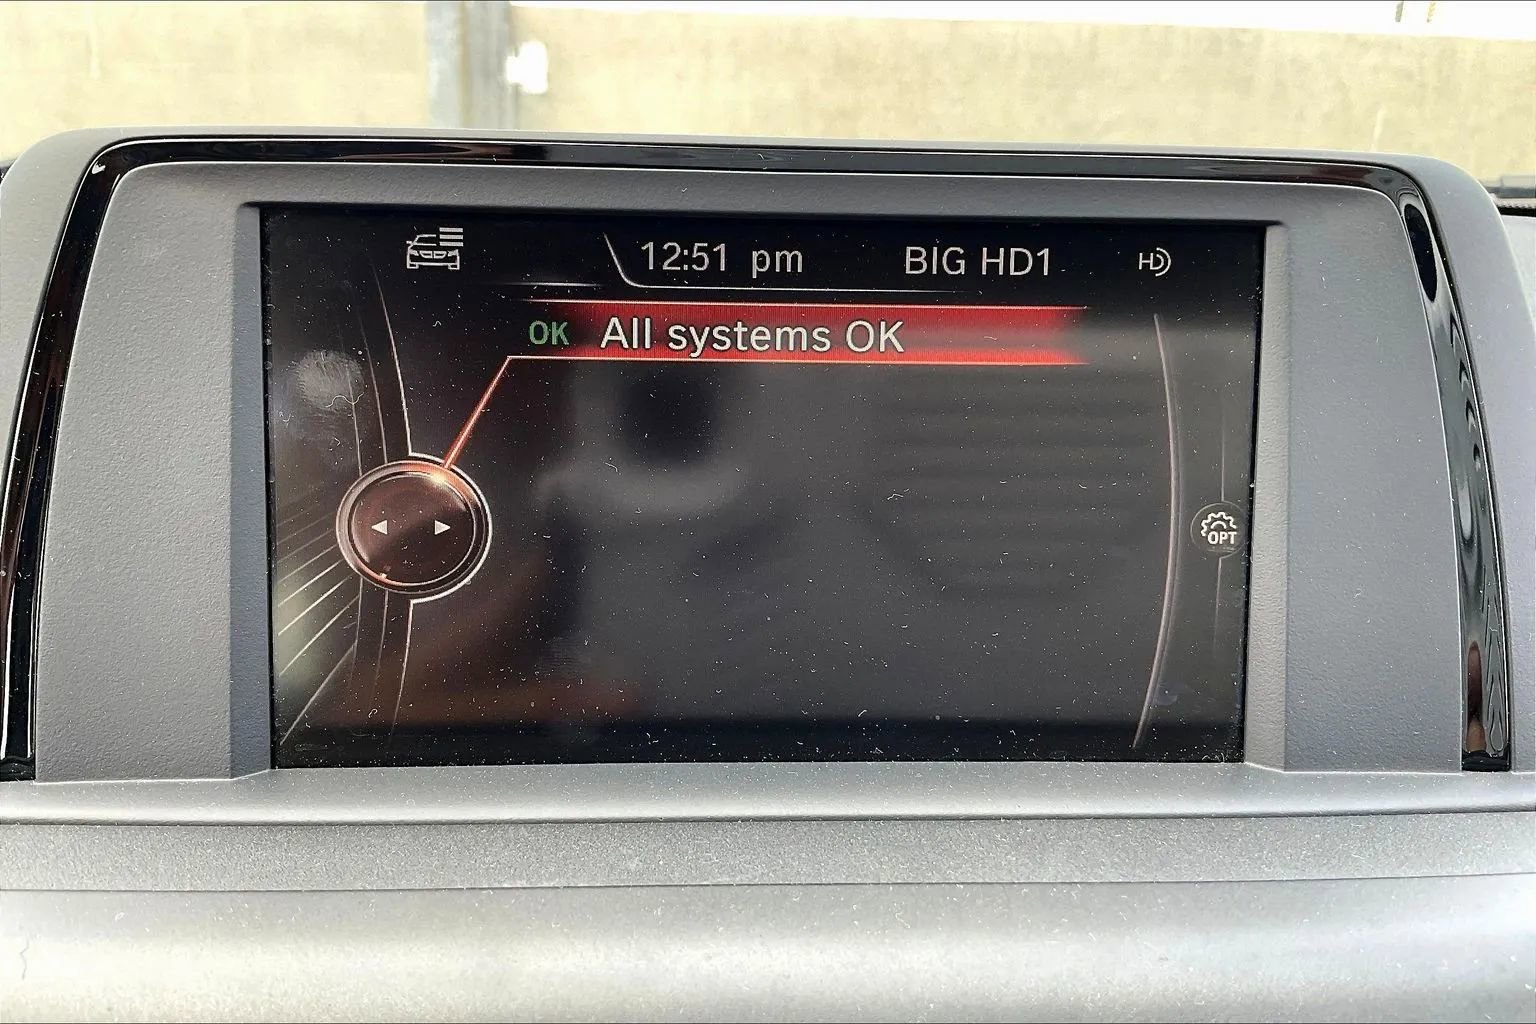 12:51 pm BIG HD1 HD
OK All systems OK
OPT